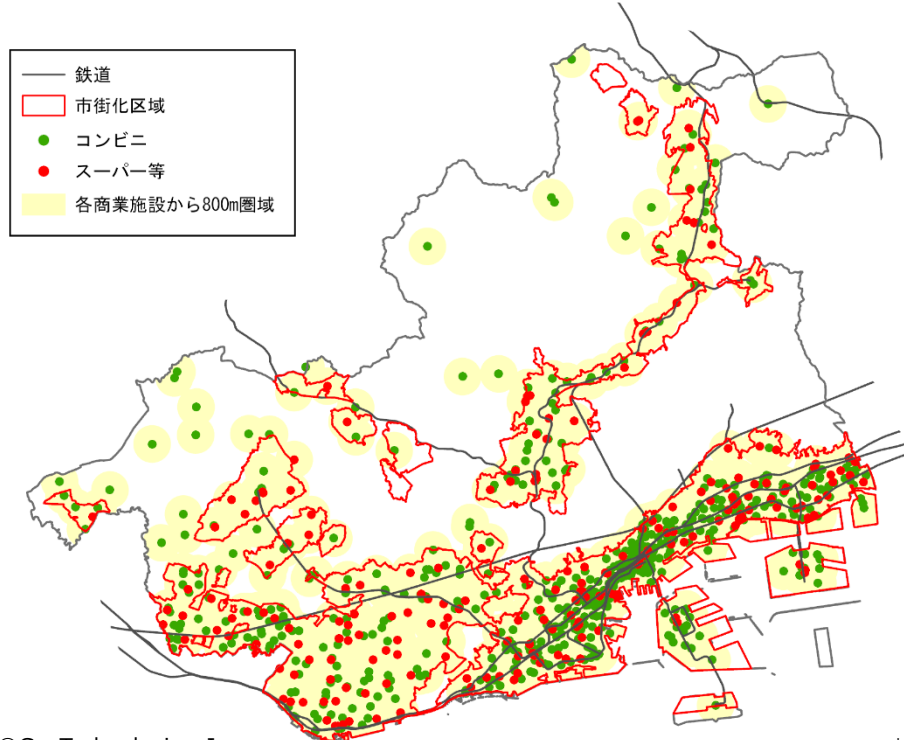 鉄道
市街化区域
コンビニ
スーパー等
各商業施設から800m圏域